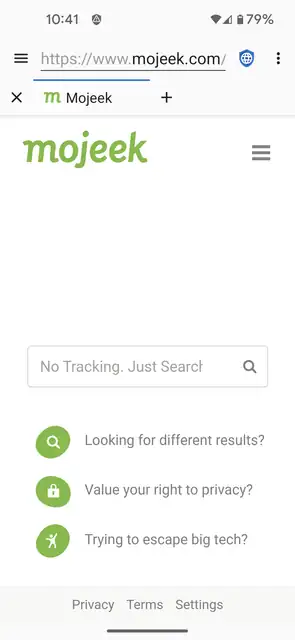 10:41
79%
https://www.mojeek.com/
m Mojeek
mojeek
No Tracking. Just Search
Looking for different results?
Value your right to privacy?
Trying to escape big tech?
Privacy Terms Settings